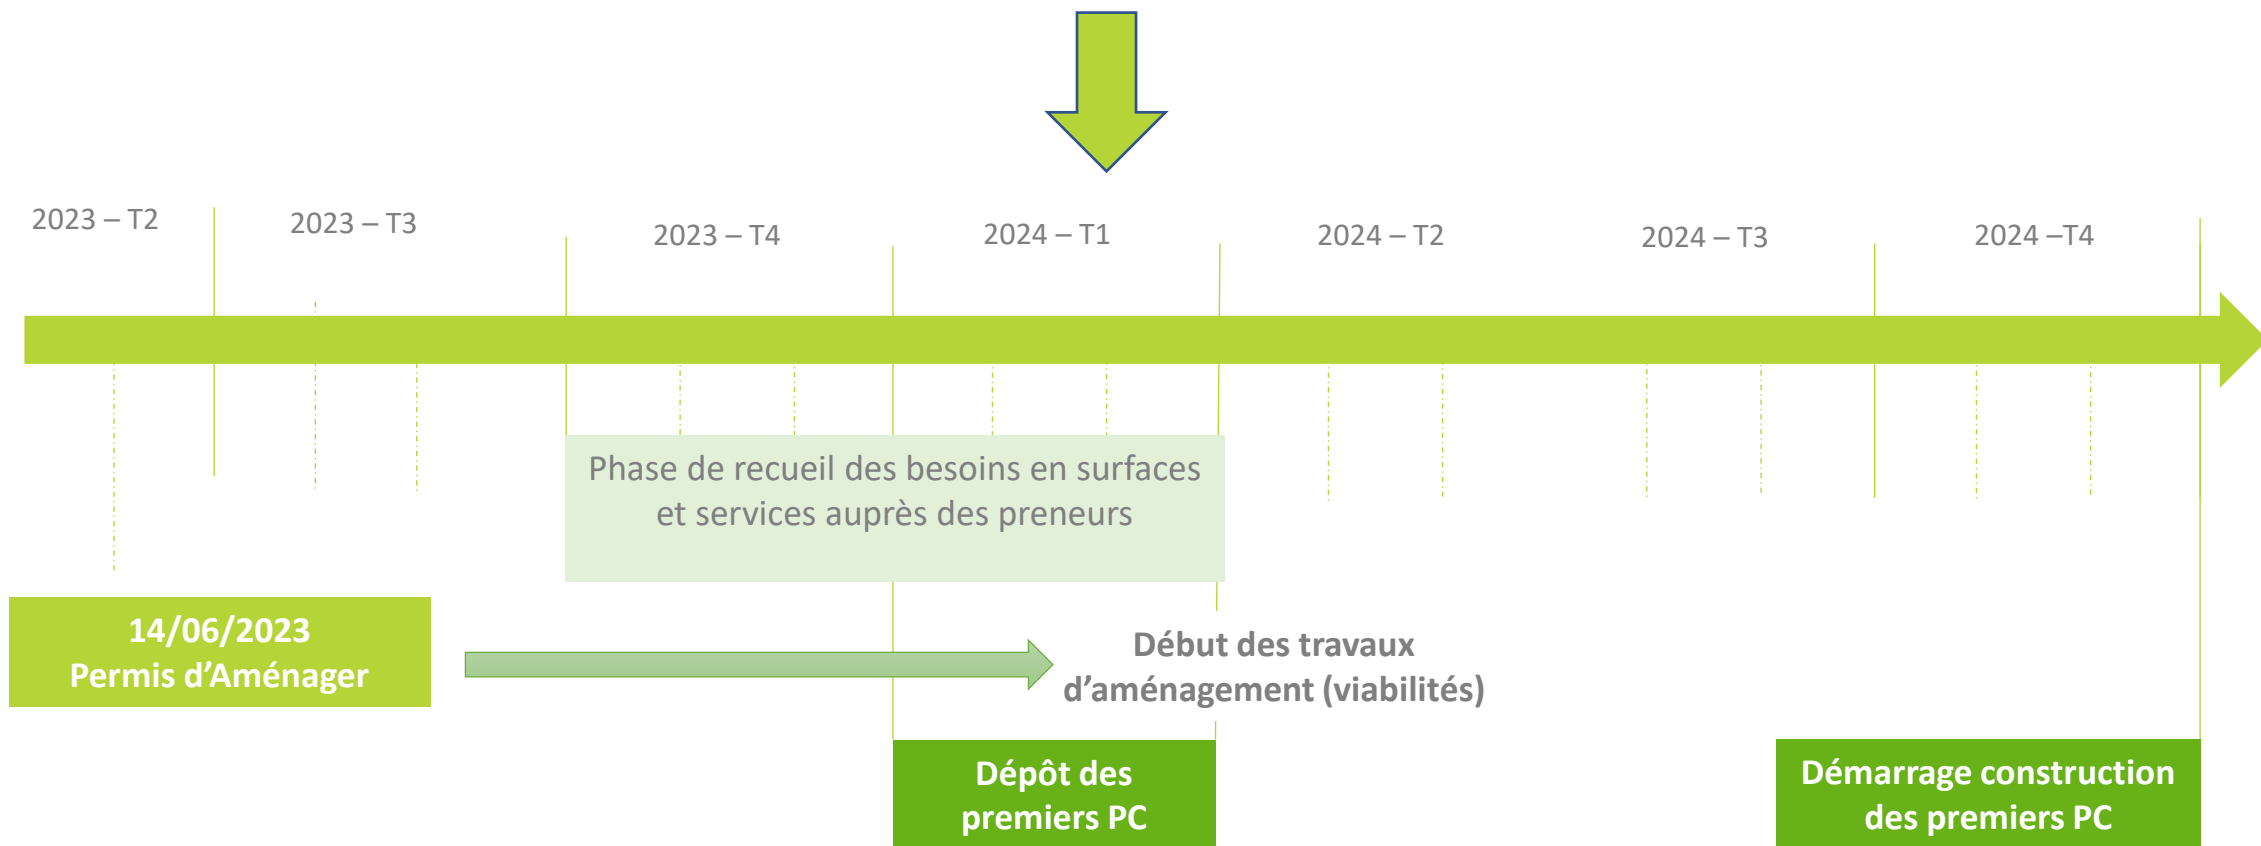 2023 – T2
2023 – T3
2023 – T4
2024 – T1
2024 – T2
2024 – T3
2024 –T4
Phase de recueil des besoins en surfaces
et services auprès des preneurs
14/06/2023
Permis d’Aménager
Début des travaux
d’aménagement (viabilités)
Dépôt des
premiers PC
Démarrage construction
des premiers PC